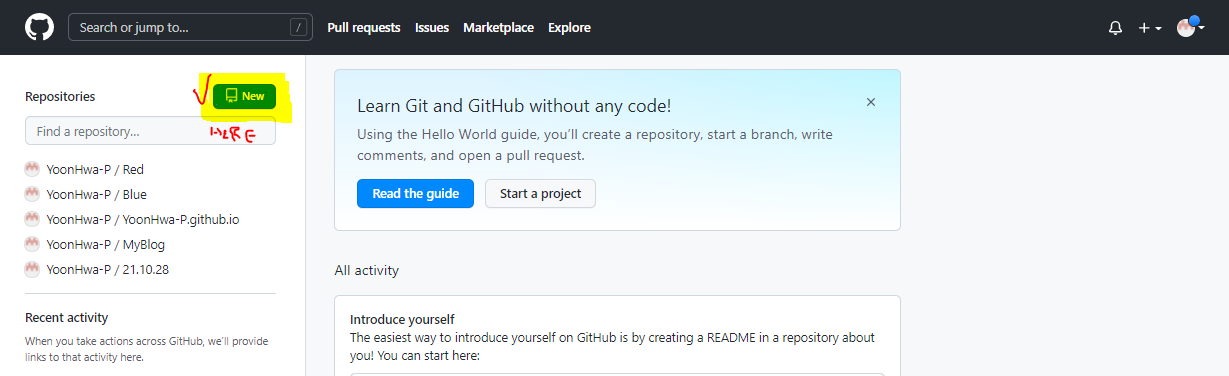 Search or jump to... /
Pull requests Issues Marketplace Explore
Repositories
New
Find a repository...
HERE
YoonHwa-P / Red
YoonHwa-P / Blue
YoonHwa-P / YoonHwa-P.github.io
YoonHwa-P / MyBlog
YoonHwa-P / 21.10.28
Recent activity
When you take actions across GitHub, we'll provide
links to that activity here.
Learn Git and GitHub without any code!
Using the Hello World guide, you'll create a repository, start a branch, write
comments, and open a pull request.
Read the guide Start a project
All activity
Introduce yourself
The easiest way to introduce yourself on GitHub is by creating a README in a repository about
you! You can start here: